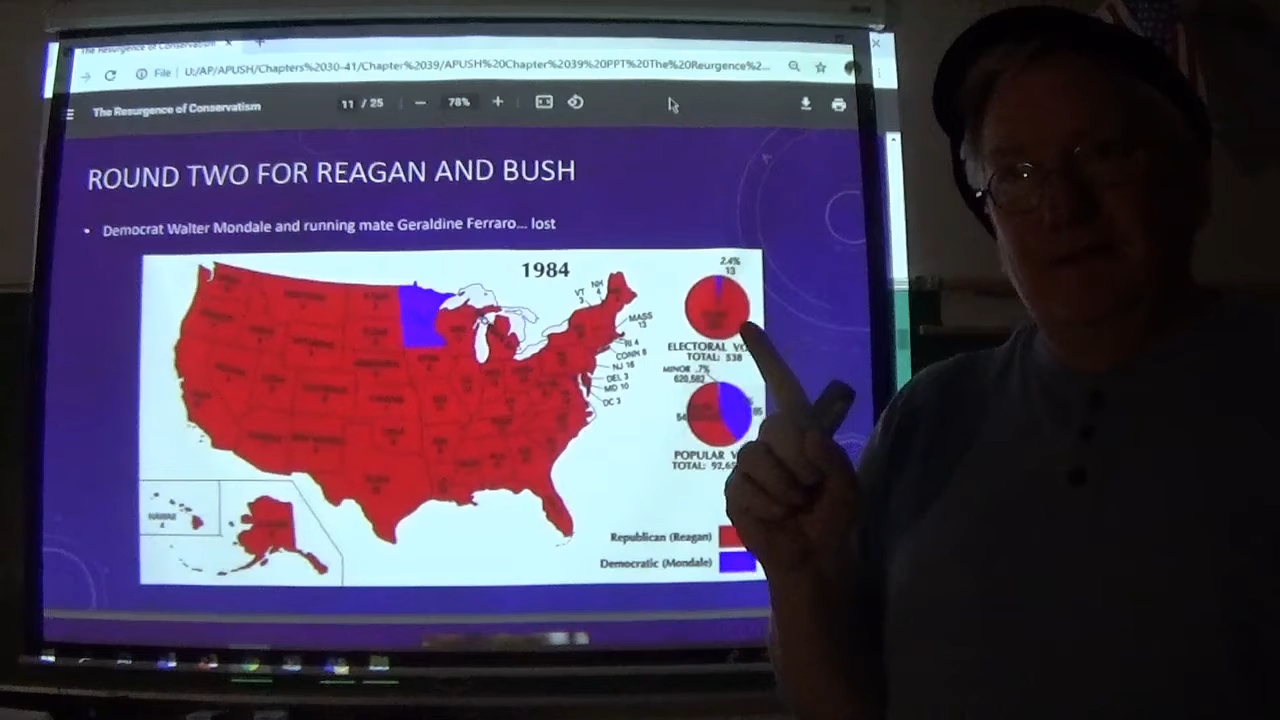 The Resurgence of Conservatism
File | U:/AP/APUSH/Chapters%2030-41/Chapter%2039/APUSH%20Chapter%2039%20PPT%20The%20Reurgence%2...
The Resurgence of Conservatism
11 / 25
78%
ROUND TWO FOR REAGAN AND BUSH
• Democrat Walter Mondale and running mate Geraldine Ferraro... lost
1984
2.4%
13
VT
3
NH
4
MASS
13
RI 4
CONN 8
NJ 16
DEL 3
MD 10
DC 3
ELECTORAL VO
TOTAL: 538
MINOR .7%
620,582
54
POPULAR V
TOTAL: 92,65
HAWAII
4
Republican (Reagan)
Democratic (Mondale)